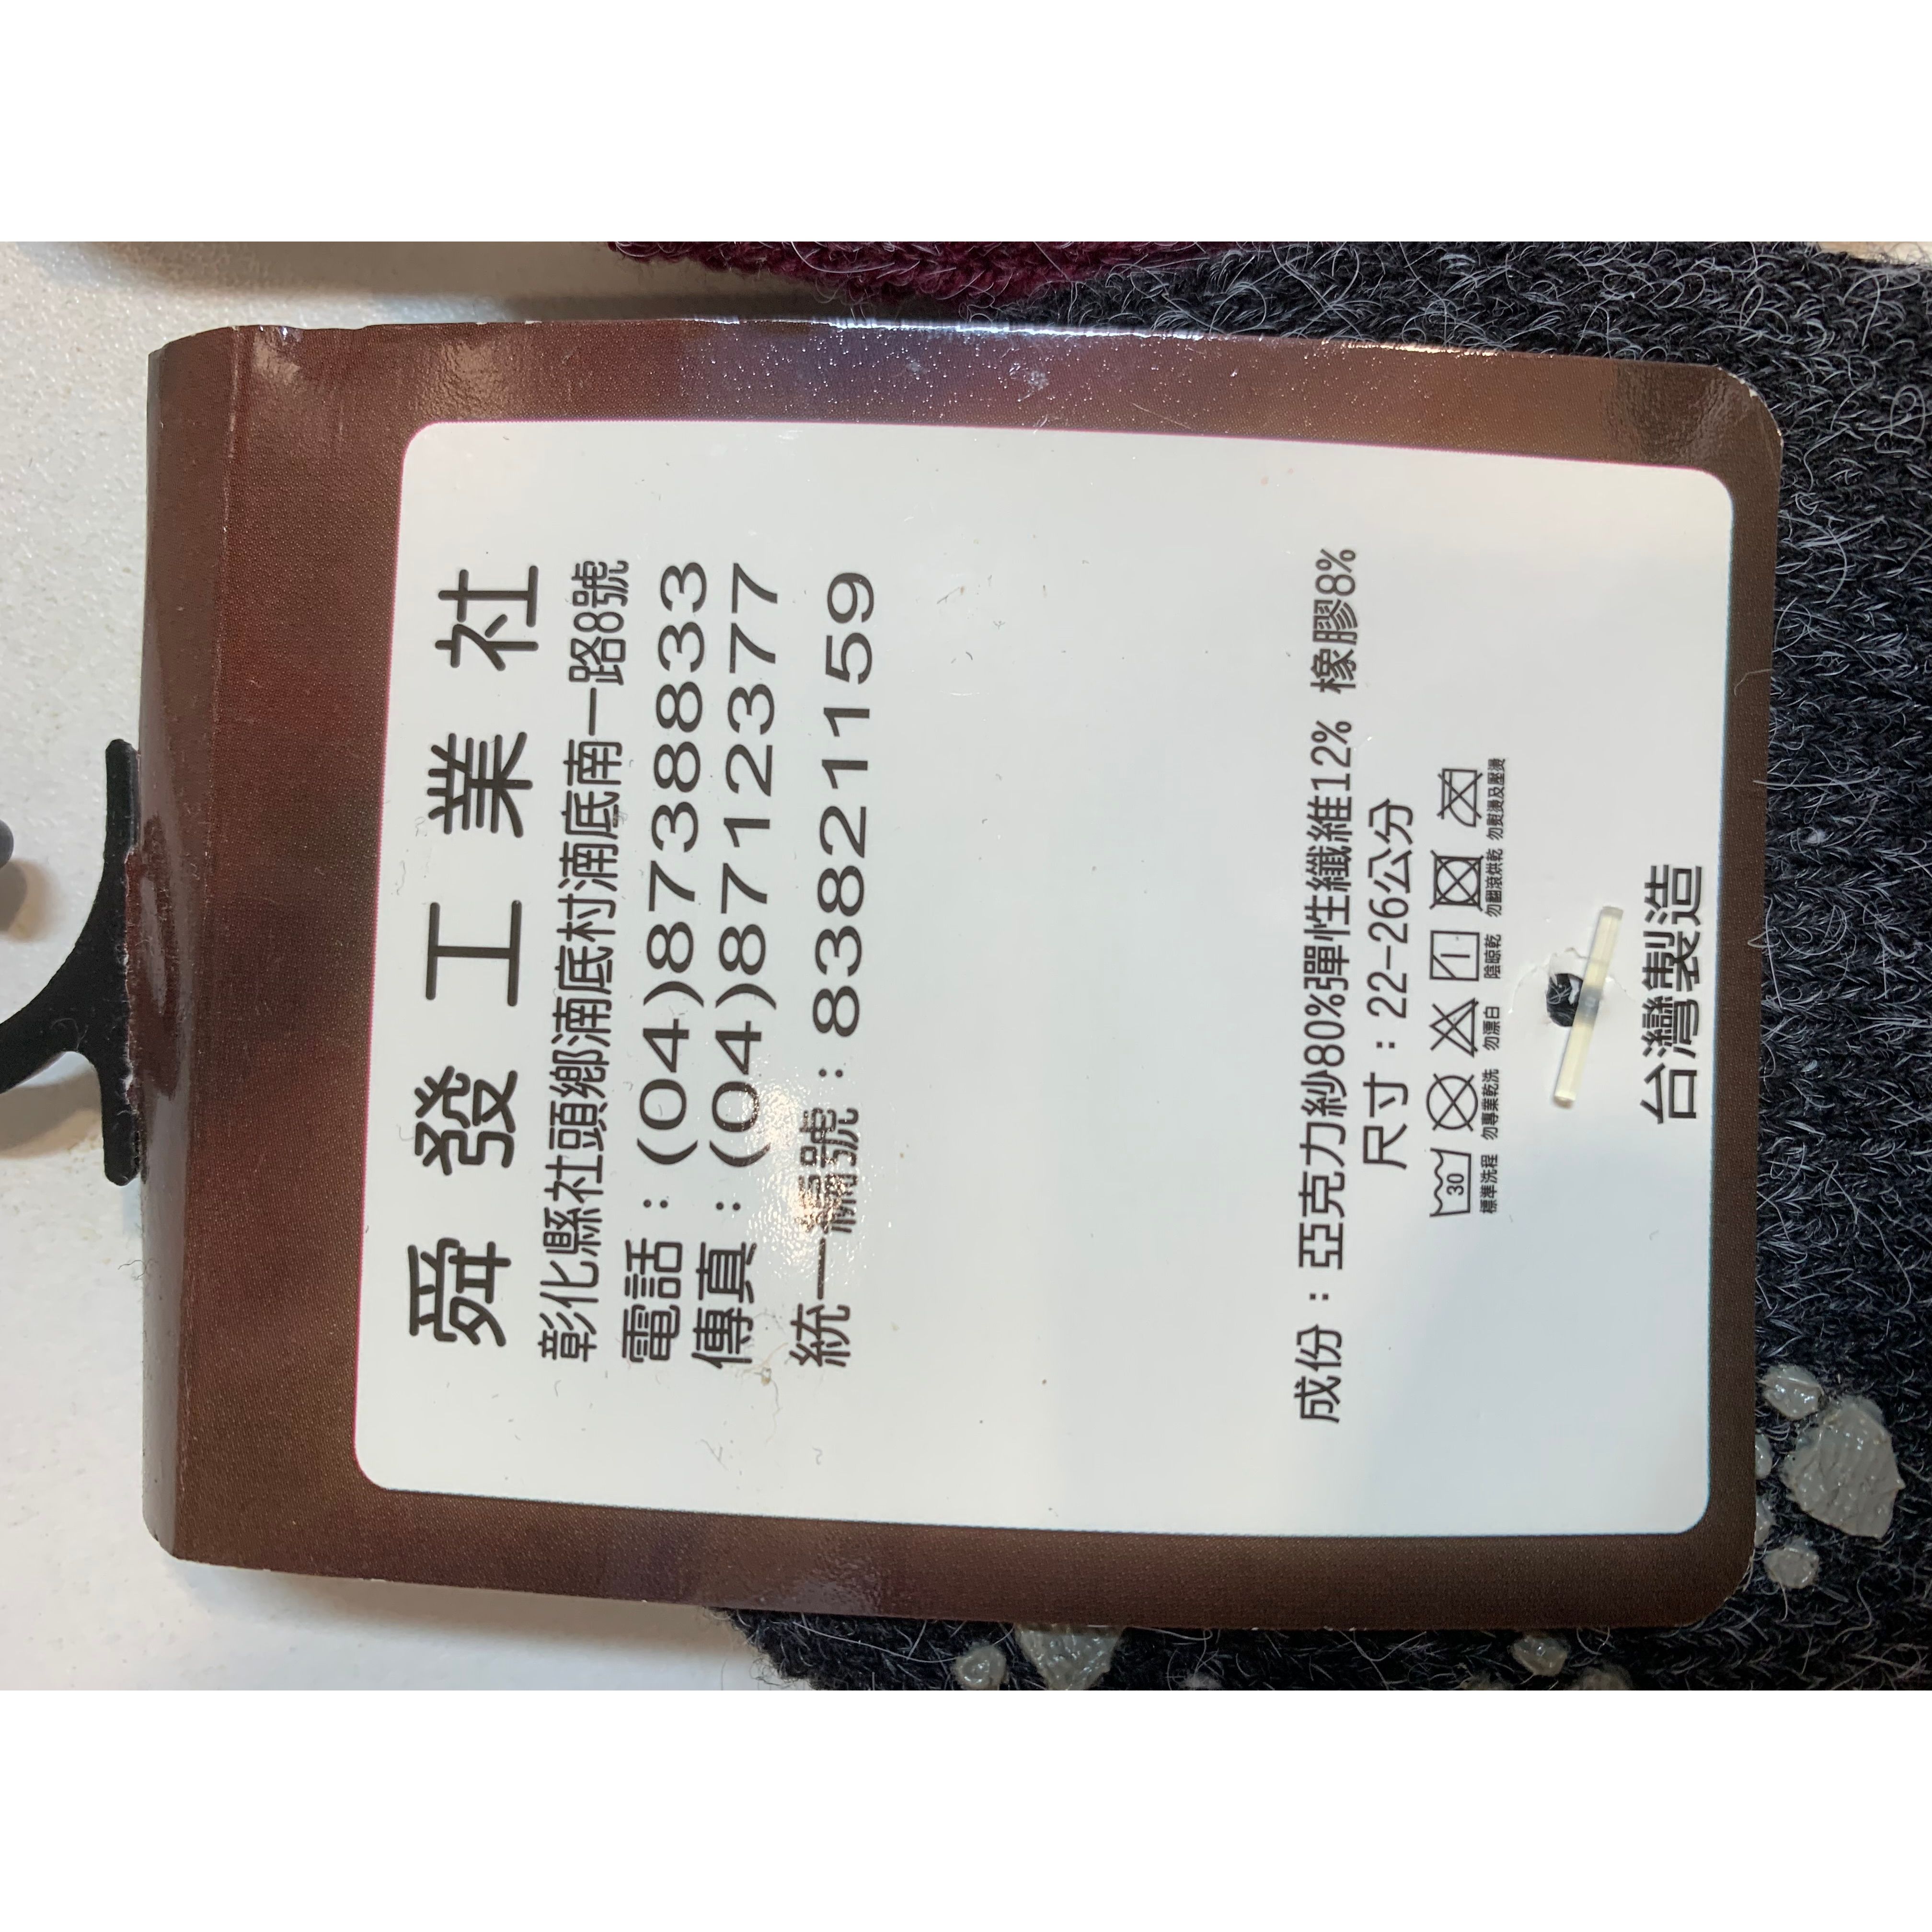 舜發工業社
彰化縣社頭鄉湳底村湳底南一路8號
電話：(04)8738833
傳真：(04)8712377
統一編號：83821159
成份：亞克力紗80%彈性纖維12% 橡膠8%
尺寸：22-26公分
30
標準洗程 勿專業乾洗 勿漂白 陰晾乾 勿翻滾烘乾 勿熨燙及壓燙
台灣製造